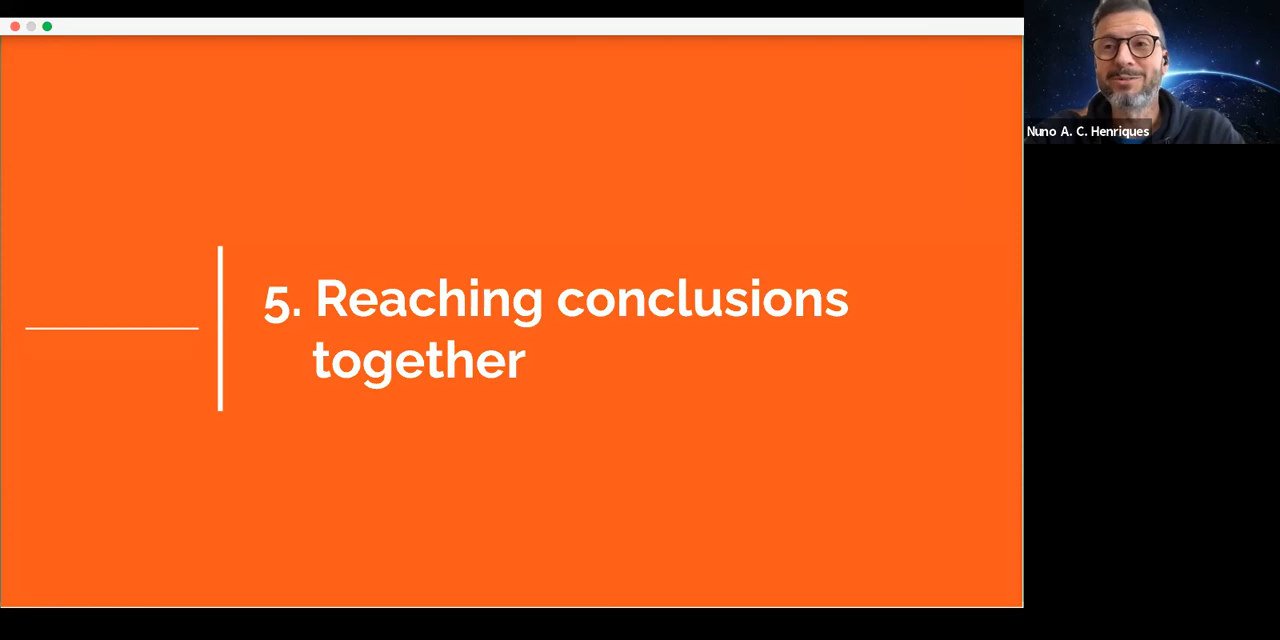 5. Reaching conclusions
together
Nuno A. C. Henriques